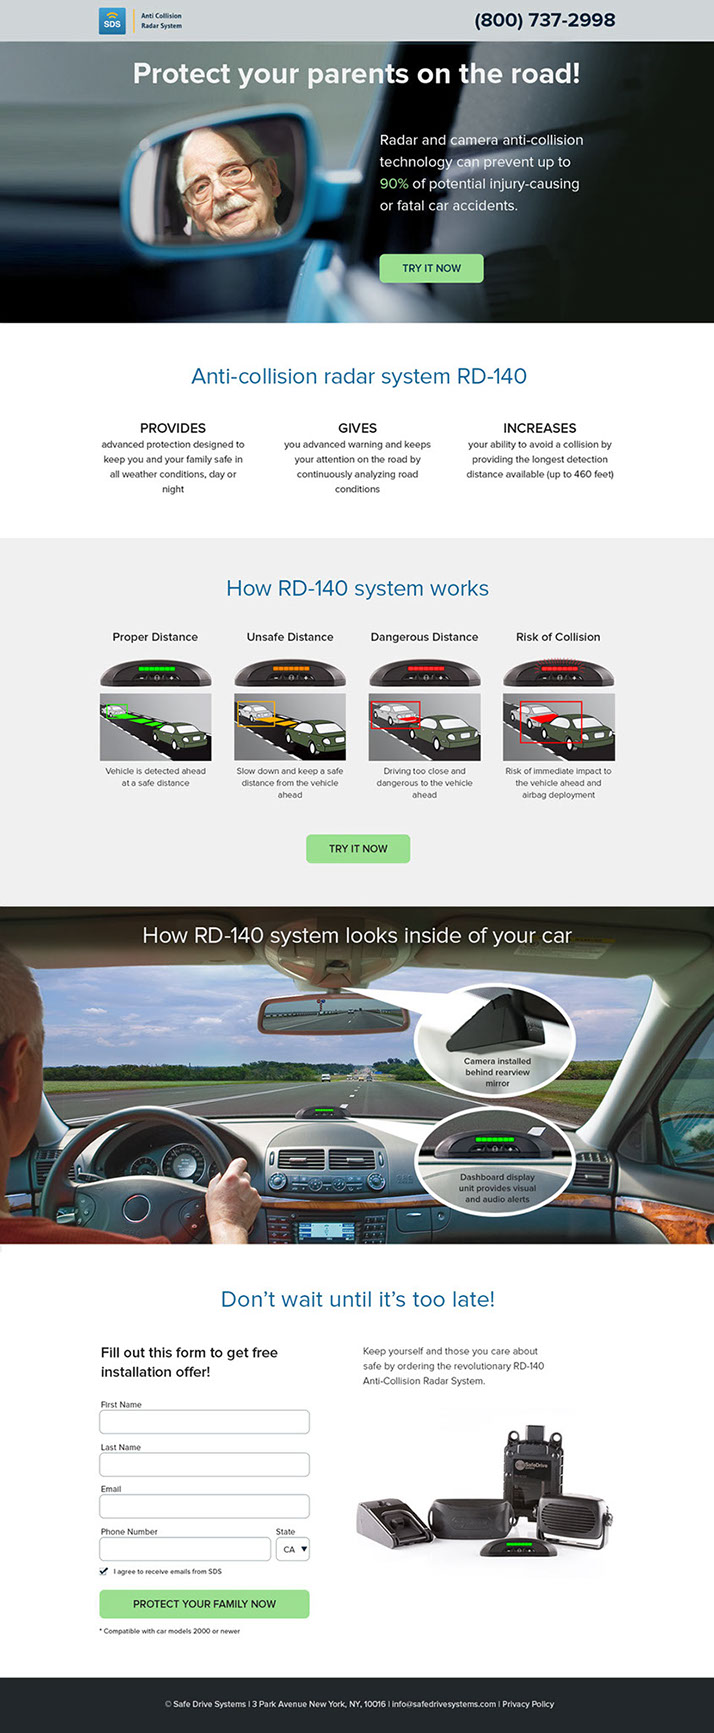 SDS
Anti Collision
Radar System
(800) 737-2998
Protect your parents on the road!
Radar and camera anti-collision
technology can prevent up to
90% of potential injury-causing
or fatal car accidents.
TRY IT NOW
Anti-collision radar system RD-140
PROVIDES
advanced protection designed to
keep you and your family safe in
all weather conditions, day or
night
GIVES
you advanced warning and keeps
your attention on the road by
continuously analyzing road
conditions
INCREASES
your ability to avoid a collision by
providing the longest detection
distance available (up to 460 feet)
How RD-140 system works
Proper Distance
Vehicle is detected ahead
at a safe distance
Unsafe Distance
Slow down and keep a safe
distance from the vehicle
ahead
Dangerous Distance
Driving too close and
dangerous to the vehicle
ahead
Risk of Collision
Risk of immediate impact to
the vehicle ahead and
airbag deployment
TRY IT NOW
How RD-140 system looks inside of your car
Camera installed
behind rearview
mirror
Dashboard display
unit provides visual
and audio alerts
Don't wait until it's too late!
Fill out this form to get free
installation offer!
First Name
Last Name
Email
Phone Number
State
CA
I agree to receive emails from SDS
PROTECT YOUR FAMILY NOW
* Compatible with car models 2000 or newer
Keep yourself and those you care about
safe by ordering the revolutionary RD-140
Anti-Collision Radar System.
SafeDrive
© Safe Drive Systems | 3 Park Avenue New York, NY, 10016 | info@safedrivesystems.com | Privacy Policy